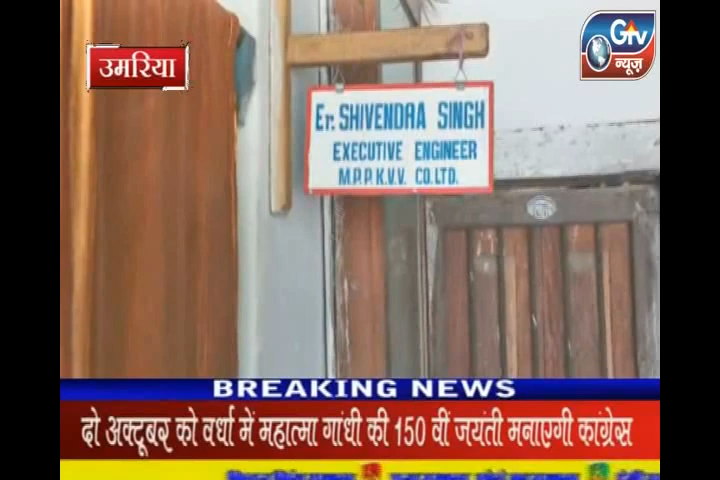 उमरिया
GTV
न्यूज़
Er. SHIVENDRA SINGH
EXECUTIVE ENGINEER
M.P.P.K.V.V. CO.LTD.
BREAKING NEWS
दो अक्टूबर को वर्धा में महात्मा गांधी की 150 वीं जयंती मनाएगी कांग्रेस